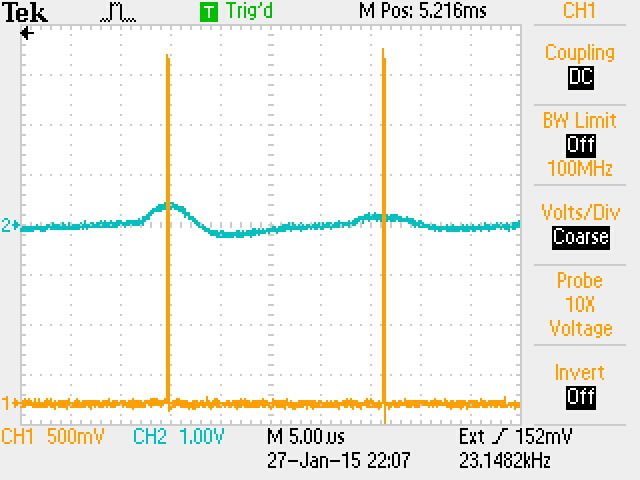 Tek T Trig'd M Pos: 5.216ms CH1
Coupling
DC
BW Limit
Off
100MHz
2
Volts/Div
Coarse
Probe
10X
Voltage
Invert
Off
1
CH1 500mV CH2 1.00V M 5.00us Ext 152mV
27-Jan-15 22:07 23.1482kHz